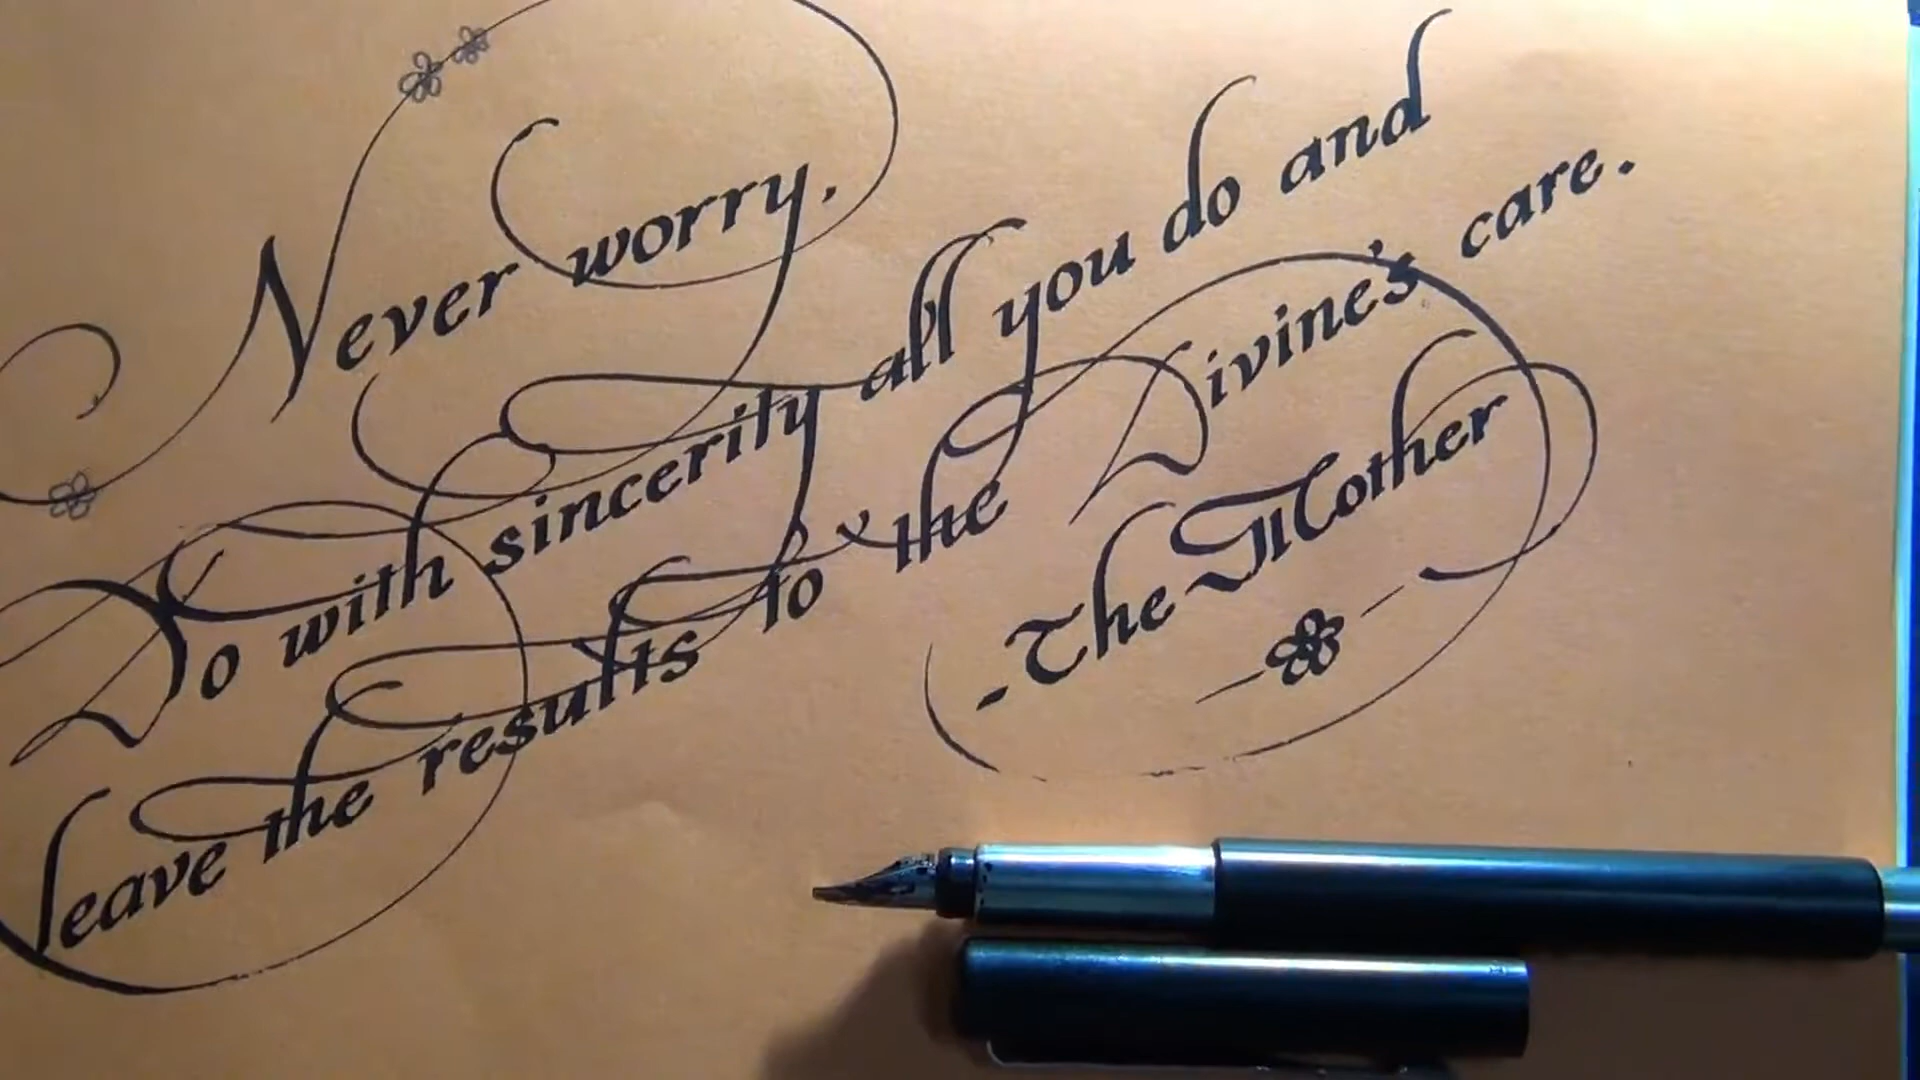 Never worry,
Do with sincerity all you do and
leave the results to the Divine's care.
-The Mother